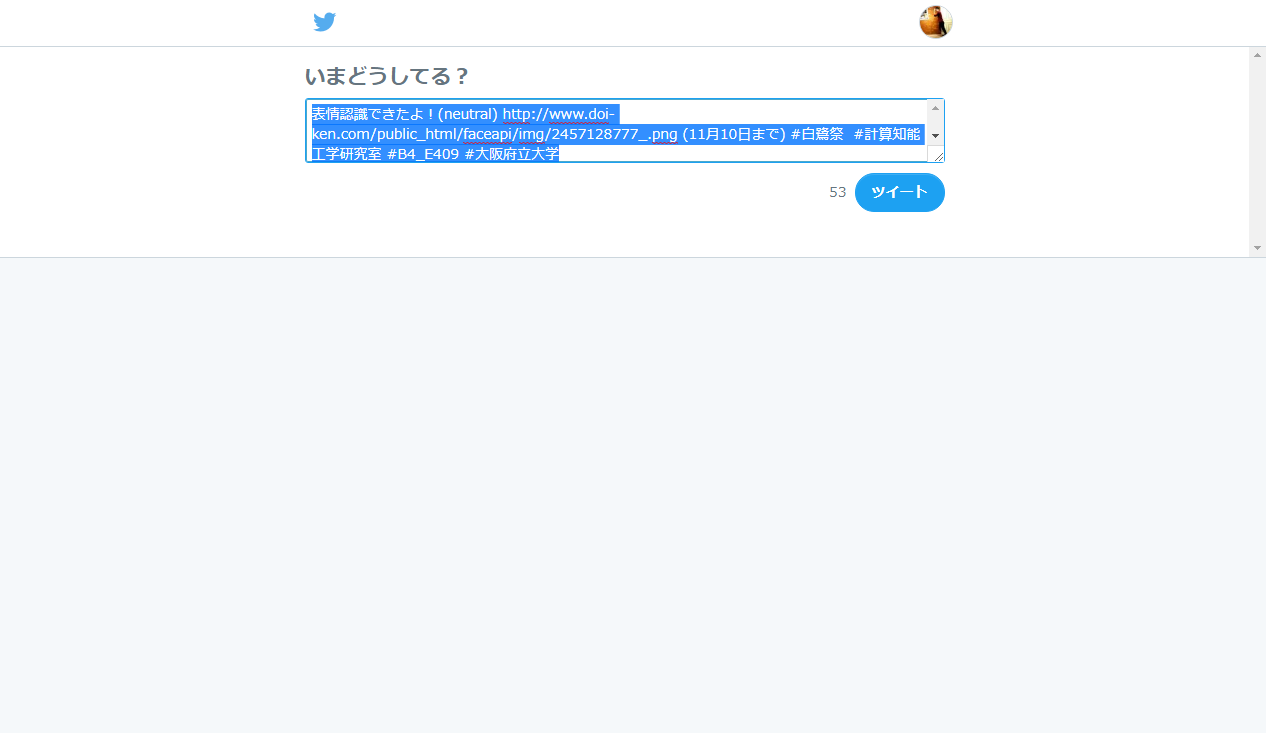 いまどうしてる？
表情認識できたよ！(neutral) http://www.doi-
ken.com/public_html/faceapi/img/2457128777_.png (11月10日まで) #白鷺祭  #計算知能
工学研究室 #B4_E409 #大阪府立大学
53 ツイート